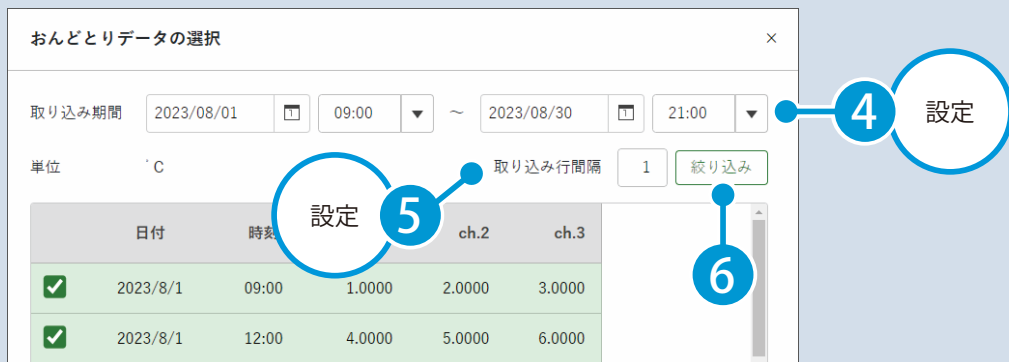 おんどとりデータの選択 ×
取り込み期間 2023/08/01 09:00 ～ 2023/08/30 21:00 4 設定
単位 ℃ 取り込み行間隔 1 絞り込み
設定 5
日付 時刻 ch.2 ch.3
6
2023/8/1 09:00 1.0000 2.0000 3.0000
2023/8/1 12:00 4.0000 5.0000 6.0000